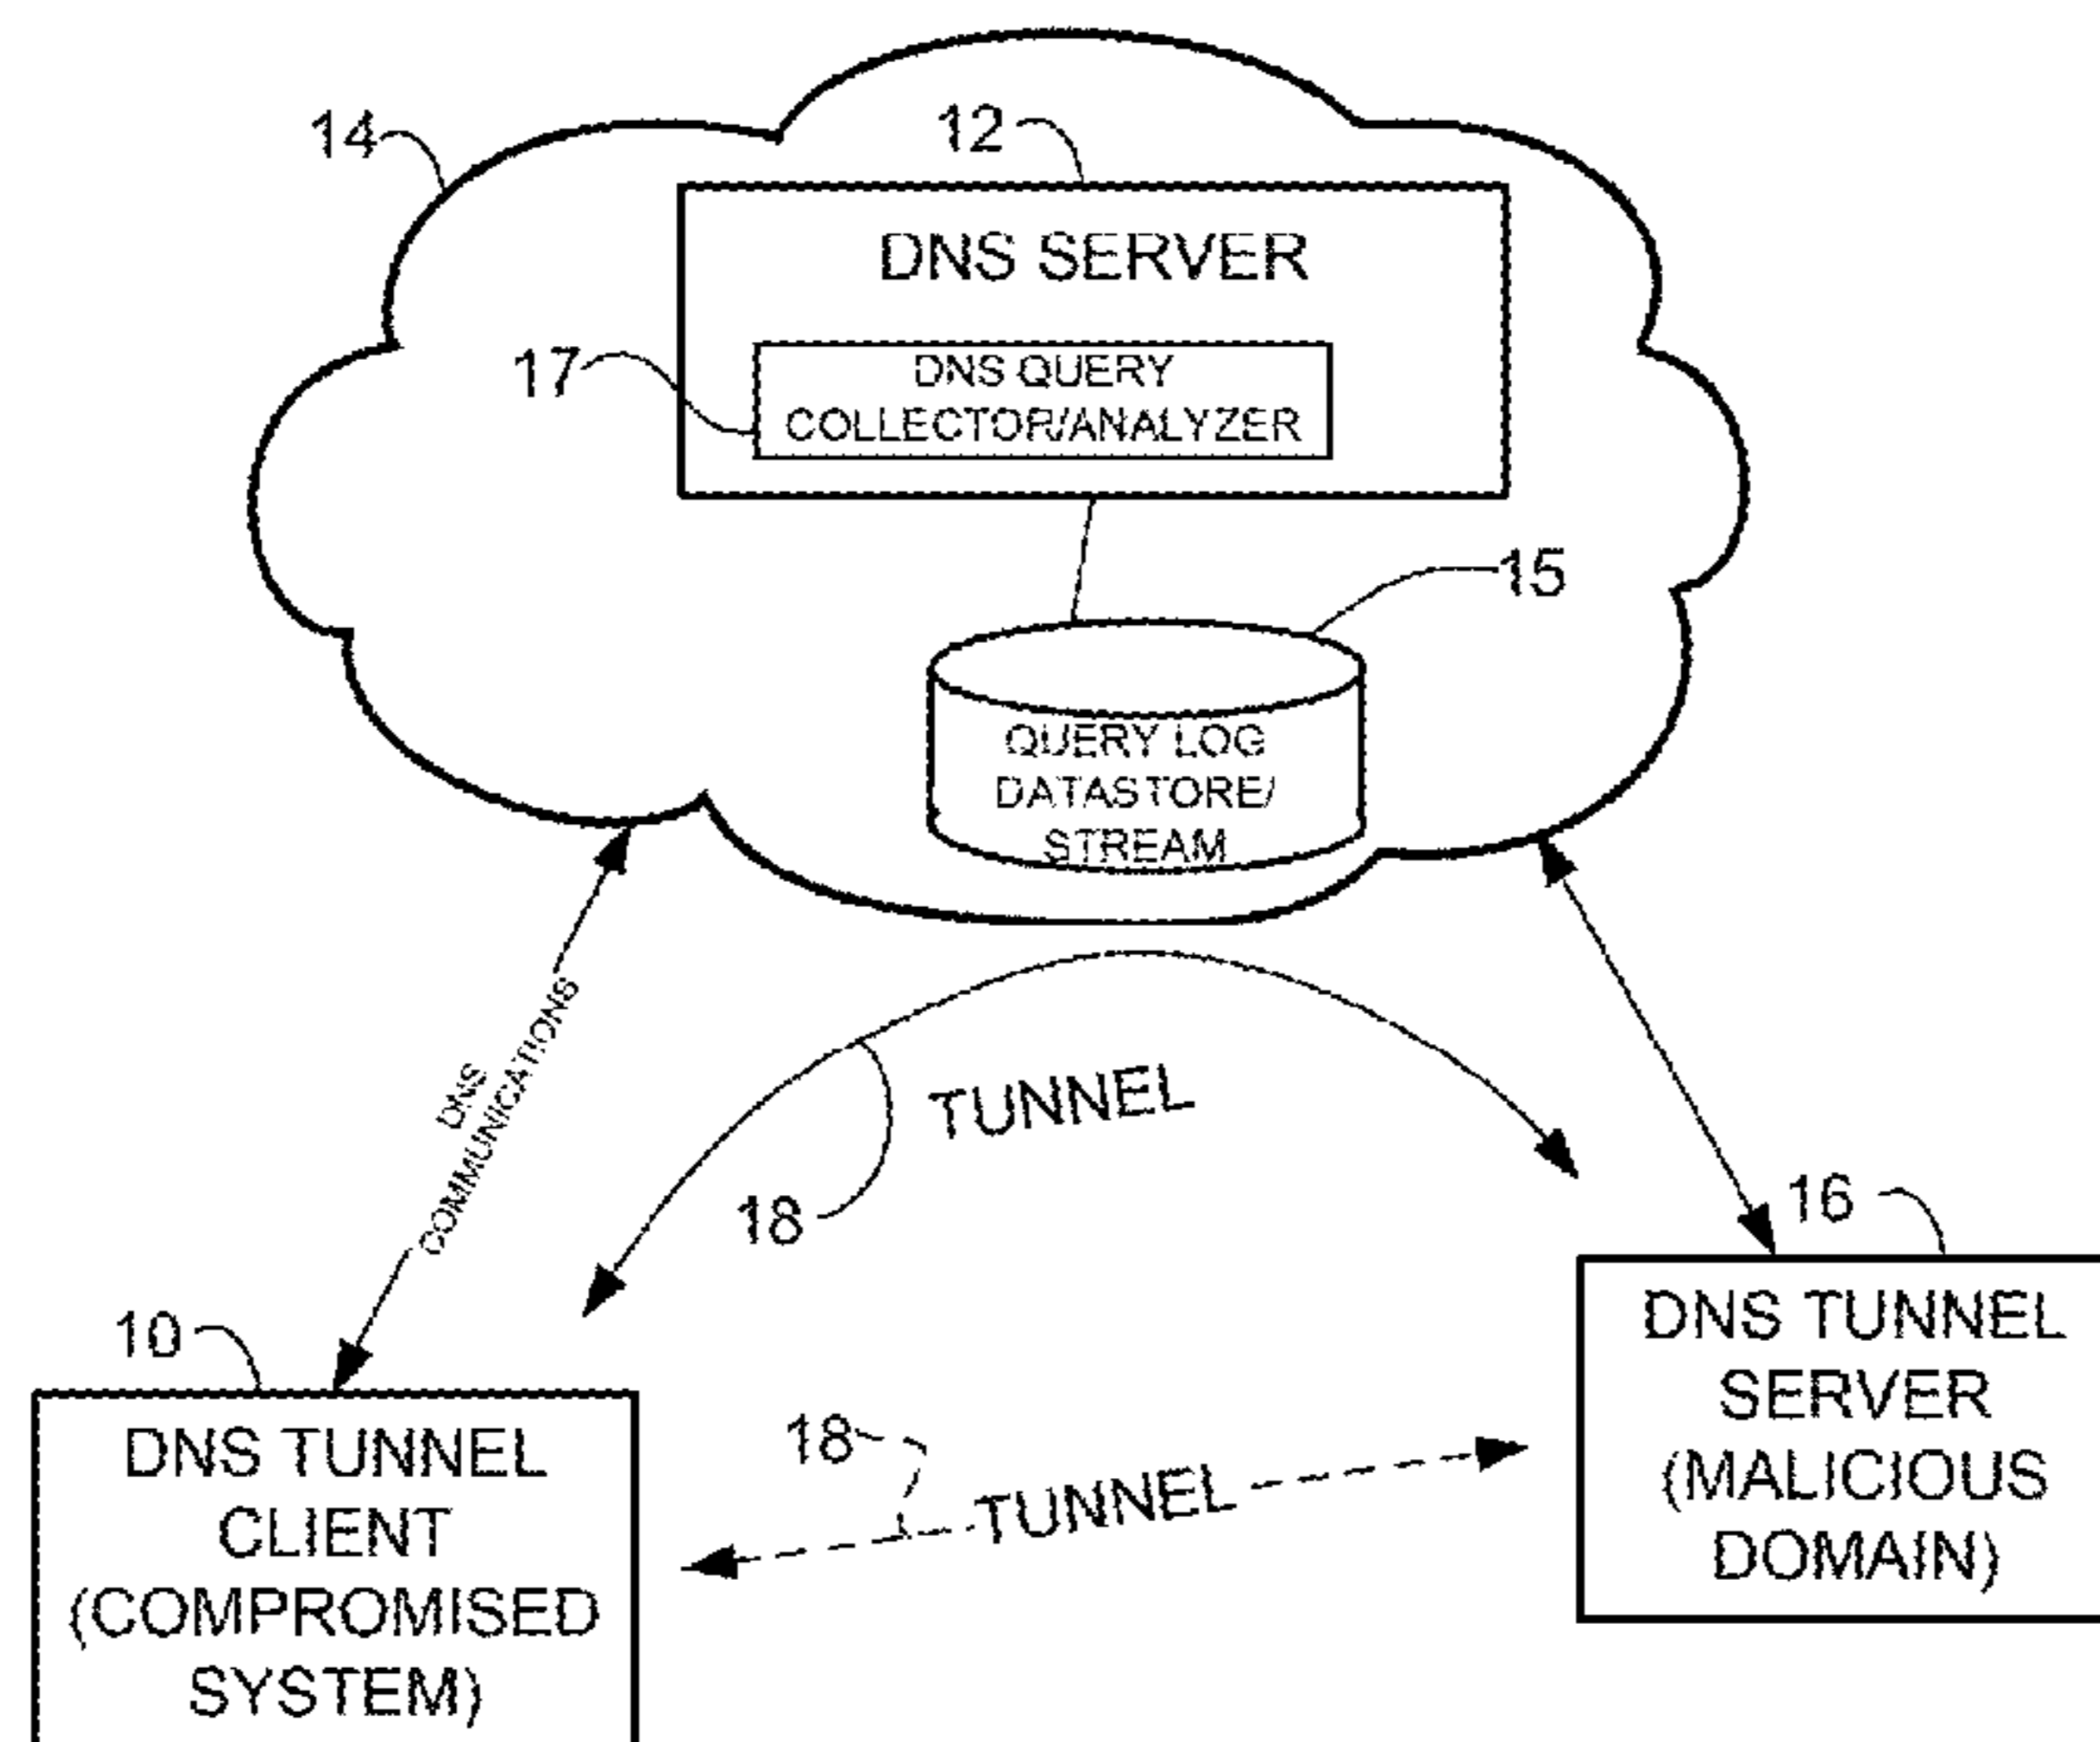 14
12
DNS SERVER
17
DNS QUERY
COLLECTOR/ANALYZER
15
QUERY LOG
DATASTORE/
STREAM
DNS
COMMUNICATIONS
TUNNEL
18
16
DNS TUNNEL
SERVER
(MALICIOUS
DOMAIN)
10
DNS TUNNEL
CLIENT
(COMPROMISED
SYSTEM)
18
TUNNEL